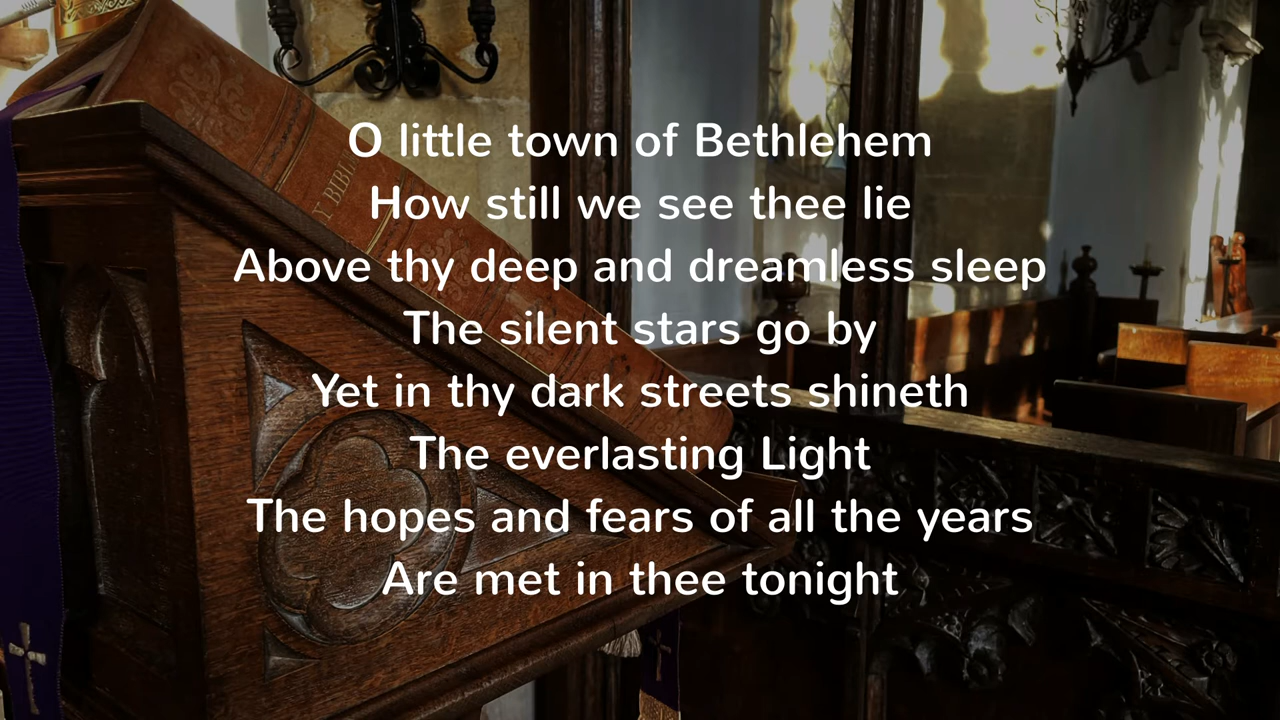 O little town of Bethlehem
How still we see thee lie
Above thy deep and dreamless sleep
The silent stars go by
Yet in thy dark streets shineth
The everlasting Light
The hopes and fears of all the years
Are met in thee tonight